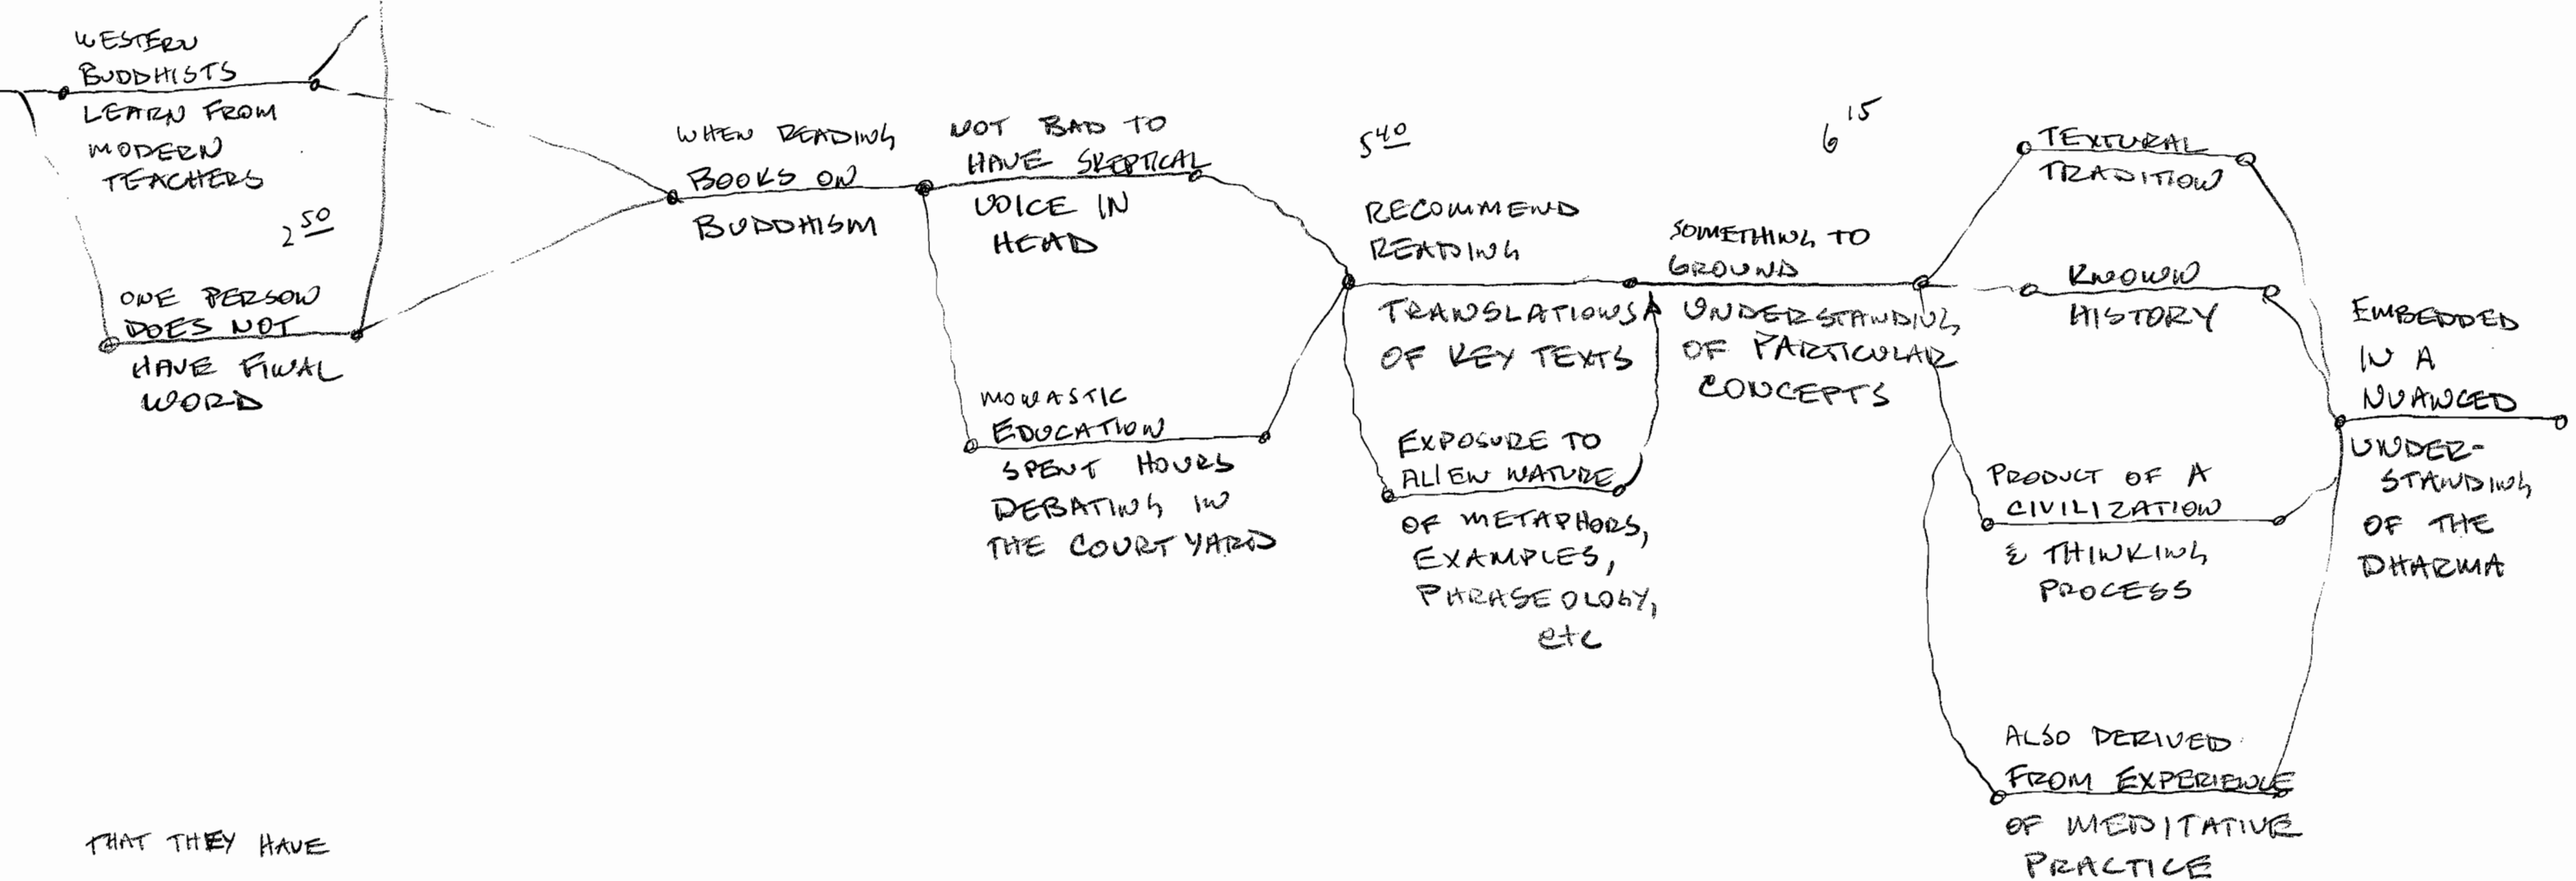 WESTERN
BUDDHISTS
LEARN FROM
MODERN
TEACHERS
2 50
ONE PERSON
DOES NOT
HAVE FINAL
WORD
THAT THEY HAVE
WHEN READING
BOOKS ON
BUDDHISM
NOT BAD TO
HAVE SKEPTICAL
VOICE IN
HEAD
MONASTIC
EDUCATION
SPENT HOURS
DEBATING IN
THE COURTYARD
5 40
RECOMMEND
READING
TRANSLATIONS
OF KEY TEXTS
EXPOSURE TO
ALIEN NATURE
OF METAPHORS,
EXAMPLES,
PHRASEOLOGY,
etc
SOMETHING TO
GROUND
UNDERSTANDING
OF PARTICULAR
CONCEPTS
6 15
TEXTURAL
TRADITION
KNOWN
HISTORY
PRODUCT OF A
CIVILIZATION
& THINKING
PROCESS
ALSO DERIVED
FROM EXPERIENCE
OF MEDITATIVE
PRACTICE
EMBEDDED
IN A
NUANCED
UNDER-
STANDING
OF THE
DHARMA